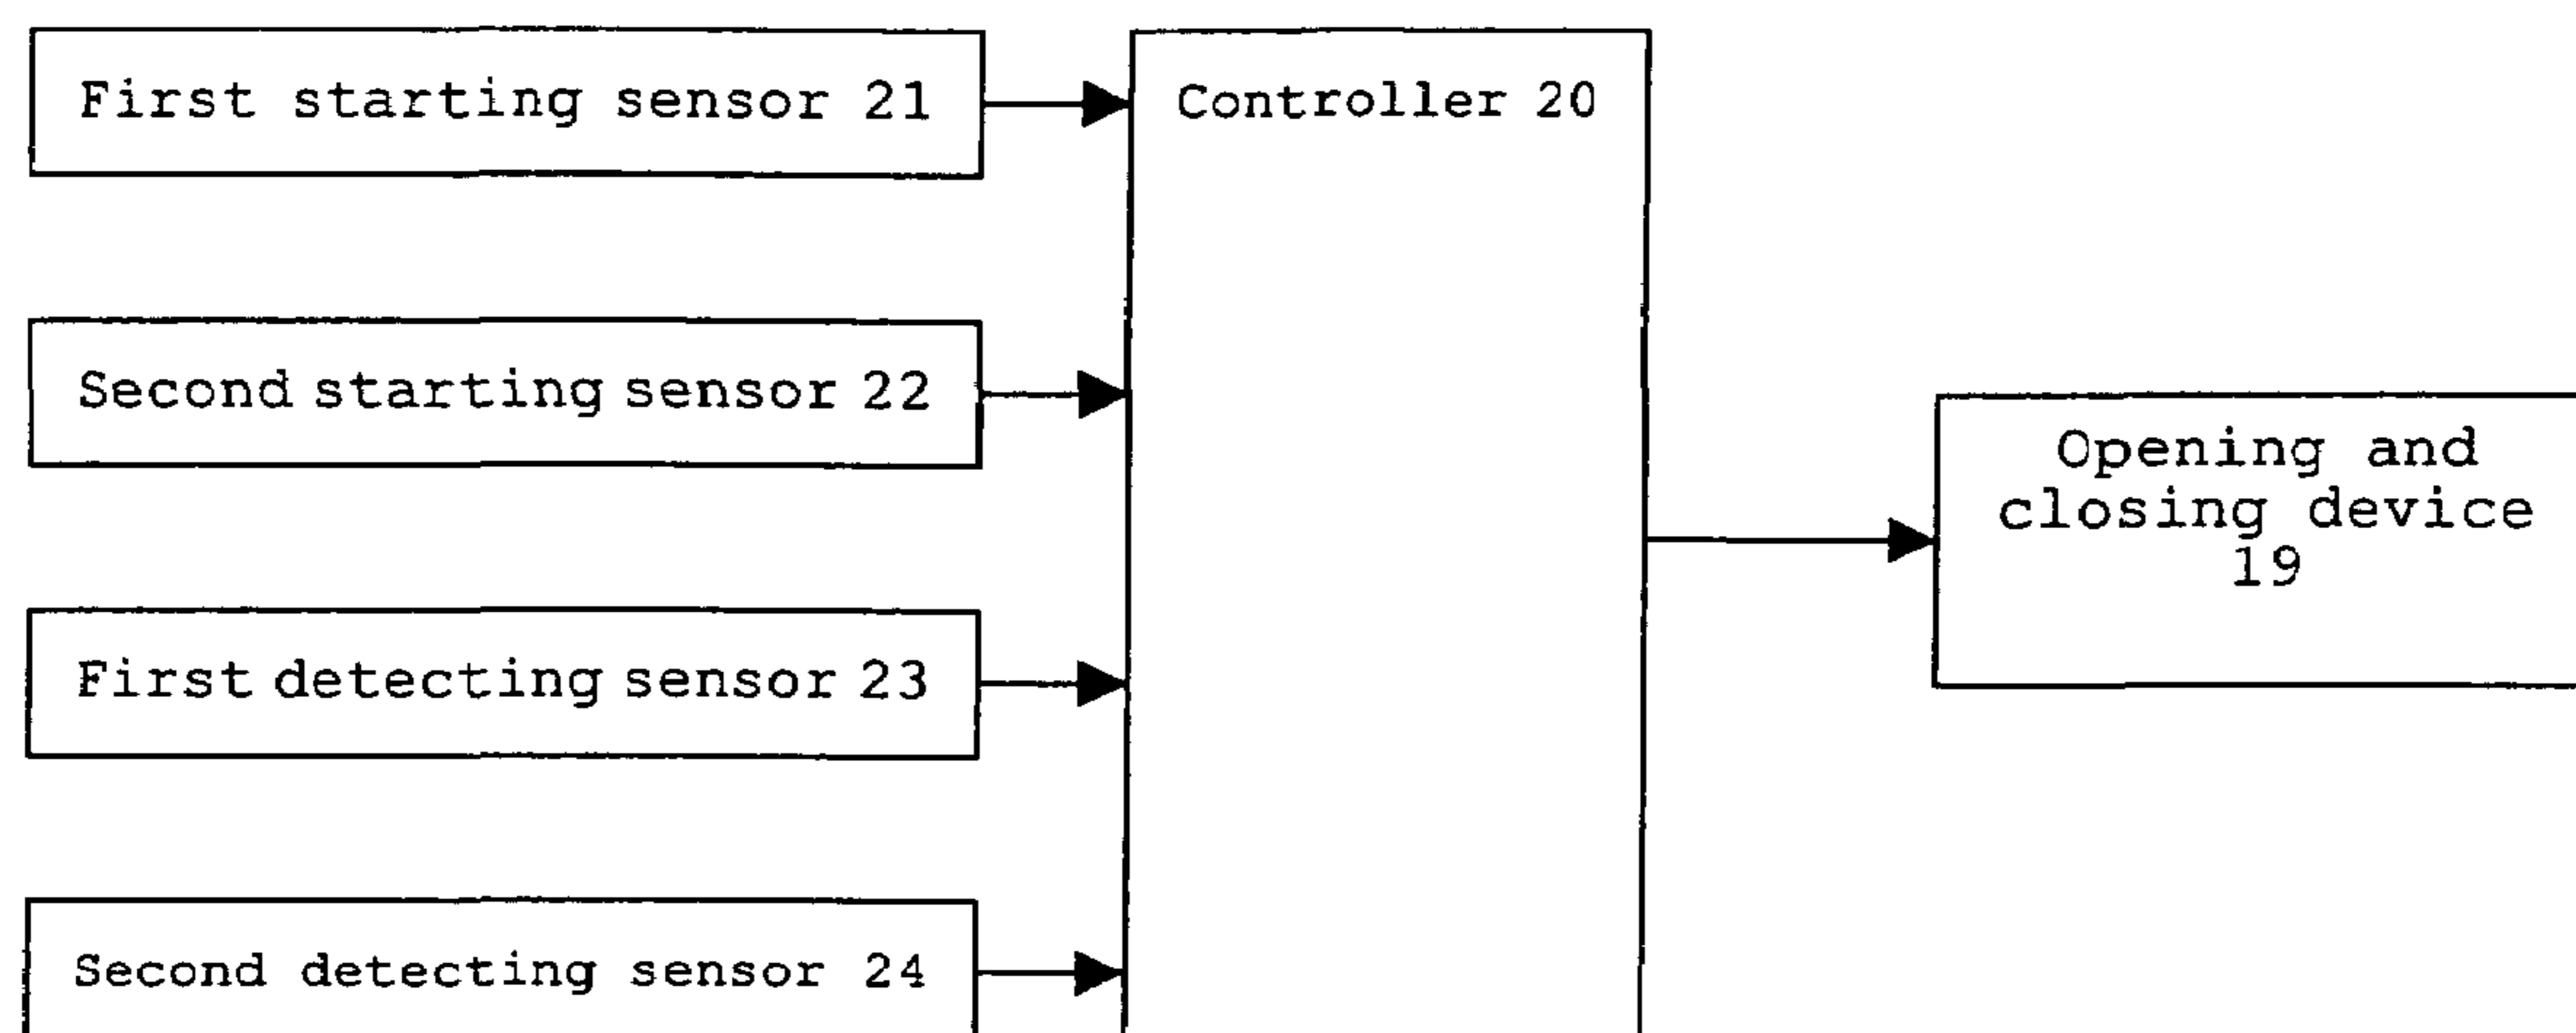 First starting sensor 21
Controller 20
Second starting sensor 22
Opening and
closing device
19
First detecting sensor 23
Second detecting sensor 24